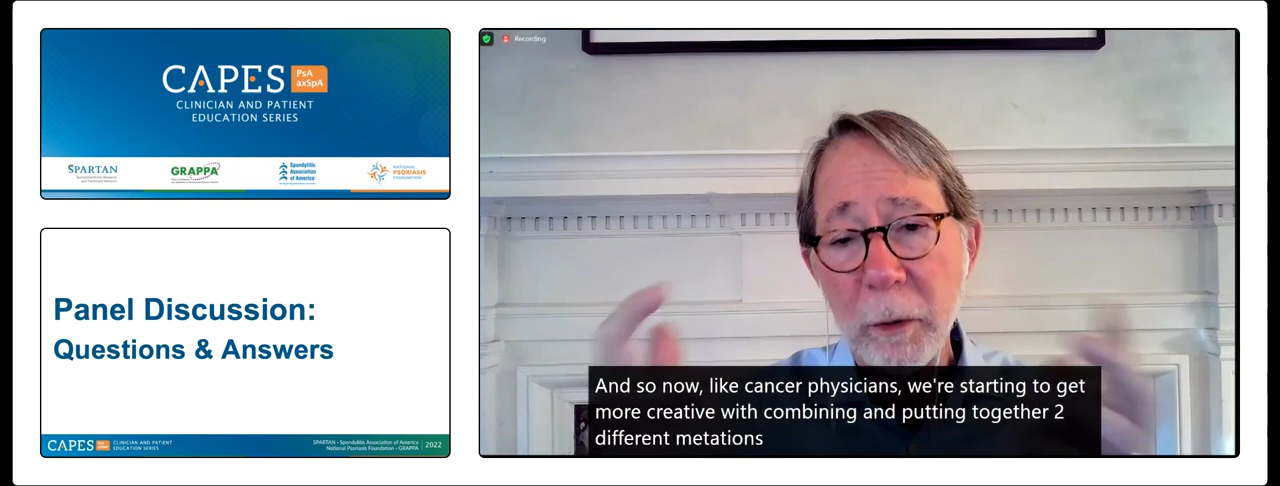 CAPES PsA axSpA
CLINICIAN AND PATIENT
EDUCATION SERIES
SPARTAN
GRAPPA
Spondylitis
Association
of America
NATIONAL
PSORIASIS
FOUNDATION
Panel Discussion:
Questions & Answers
CAPES
CLINICIAN AND PATIENT
EDUCATION SERIES
SPARTAN • Spondylitis Association of America
National Psoriasis Foundation • GRAPPA
2022
Recording
And so now, like cancer physicians, we're starting to get
more creative with combining and putting together 2
different metations